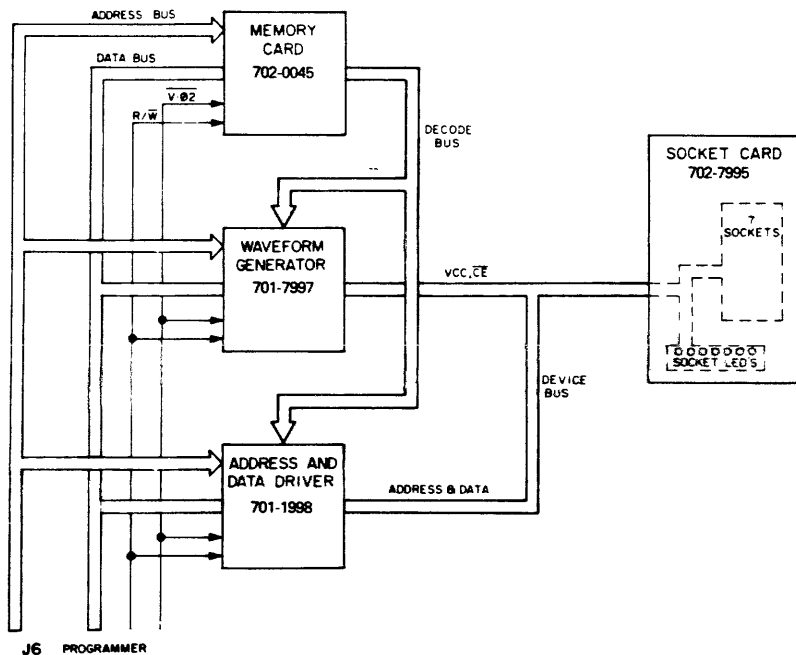 ADDRESS BUS
DATA BUS
V·Ø2
R/W
MEMORY
CARD
702-0045
DECODE
BUS
WAVEFORM
GENERATOR
701-7997
VCC,CE
SOCKET CARD
702-7995
7
SOCKETS
SOCKET LED'S
DEVICE
BUS
ADDRESS AND
DATA DRIVER
701-1998
ADDRESS & DATA
J6 PROGRAMMER